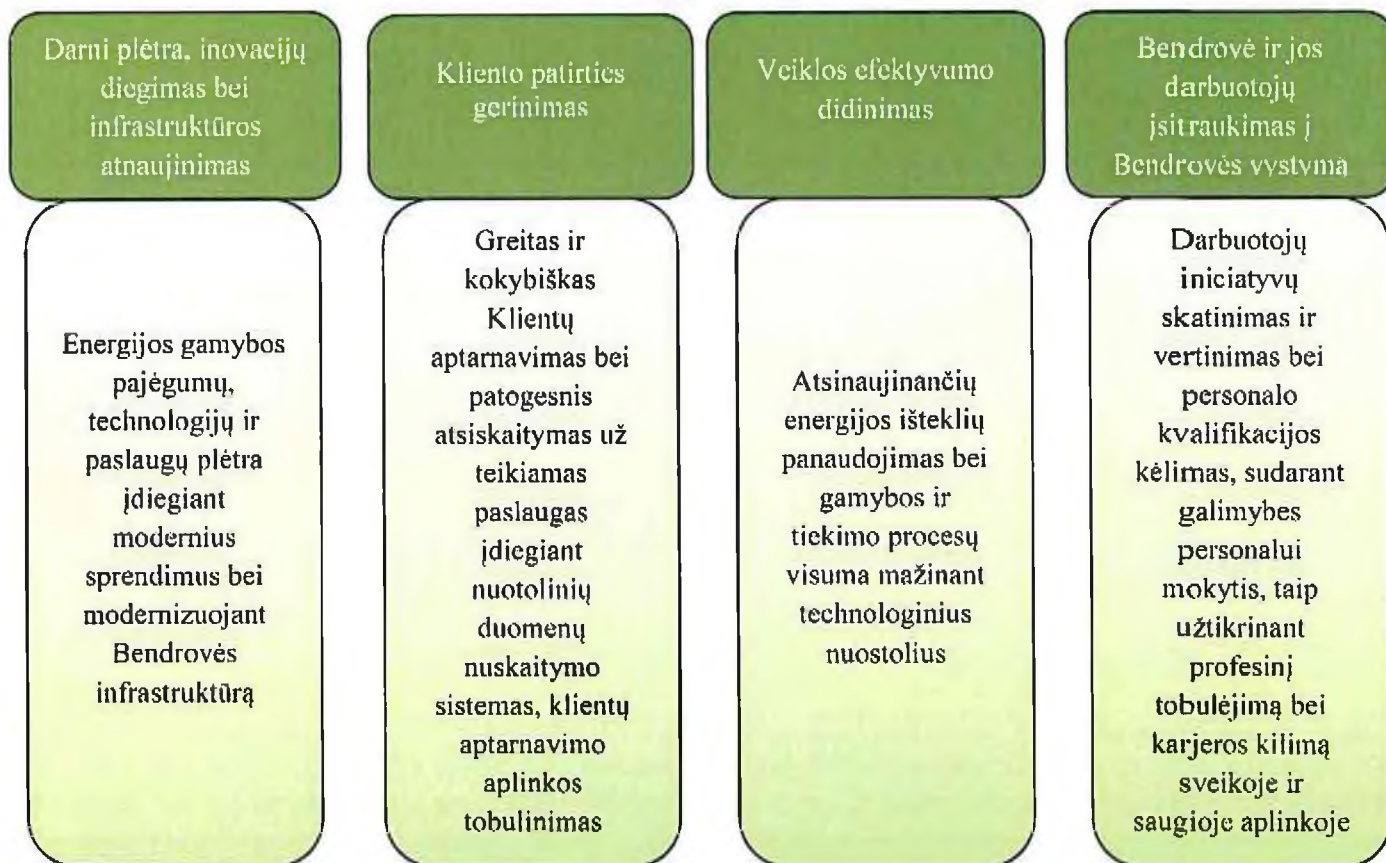 Darni plėtra, inovacijų
diegimas bei
infrastruktūros
atnaujinimas
Energijos gamybos
pajėgumų,
technologijų ir
paslaugų plėtra
įdiegiant
modernius
sprendimus bei
modernizuojant
Bendrovės
infrastruktūrą
Kliento patirties
gerinimas
Greitas ir
kokybiškas
Klientų
aptarnavimas bei
patogesnis
atsiskaitymas už
teikiamas
paslaugas
įdiegiant
nuotolinių
duomenų
nuskaitymo
sistemas, klientų
aptarnavimo
aplinkos
tobulinimas
Veiklos efektyvumo
didinimas
Atsinaujinančių
energijos išteklių
panaudojimas bei
gamybos ir
tiekimo procesų
visuma mažinant
technologinius
nuostolius
Bendrovė ir jos
darbuotojų
įsitraukimas į
Bendrovės vystymą
Darbuotojų
iniciatyvų
skatinimas ir
vertinimas bei
personalo
kvalifikacijos
kėlimas, sudarant
galimybes
personalui
mokytis, taip
užtikrinant
profesinį
tobulėjimą bei
karjeros kilimą
sveikoje ir
saugioje aplinkoje